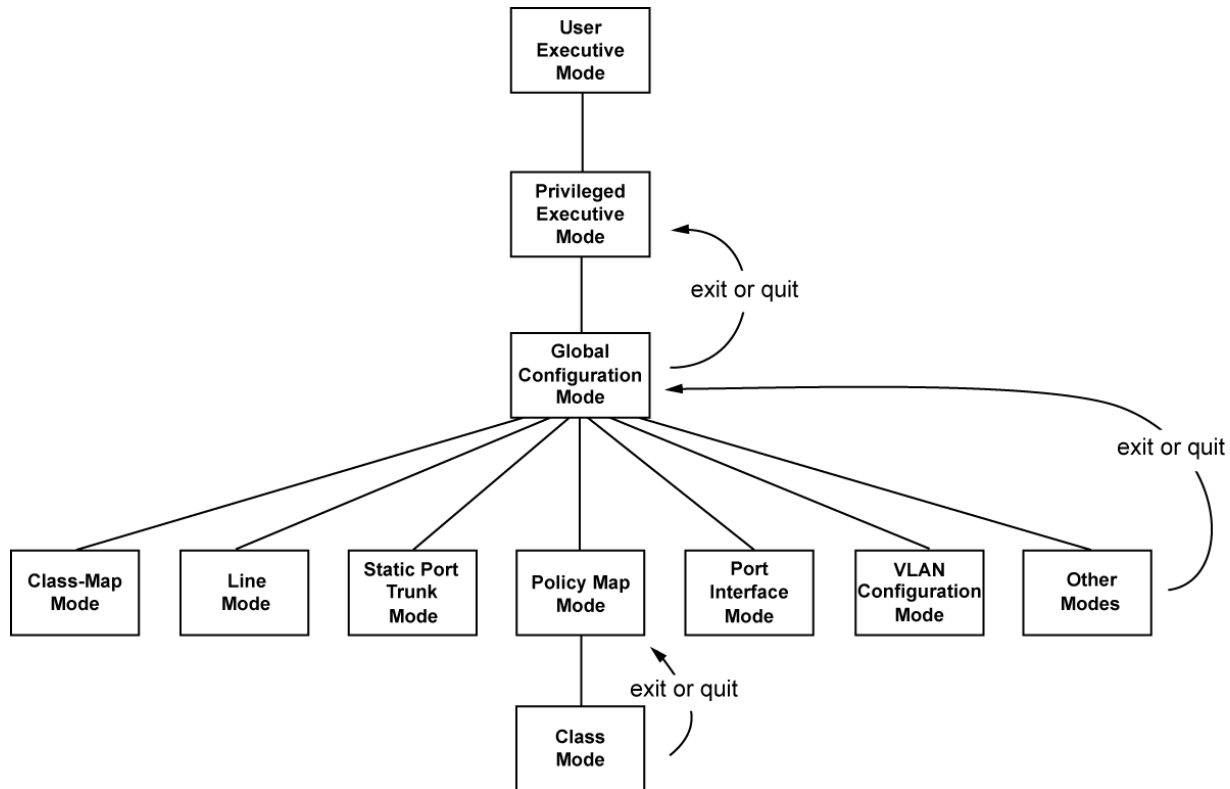 User
Executive
Mode
Privileged
Executive
Mode
exit or quit
Global
Configuration
Mode
exit or quit
Class-Map
Mode
Line
Mode
Static Port
Trunk
Mode
Policy Map
Mode
Port
Interface
Mode
VLAN
Configuration
Mode
Other
Modes
exit or quit
Class
Mode